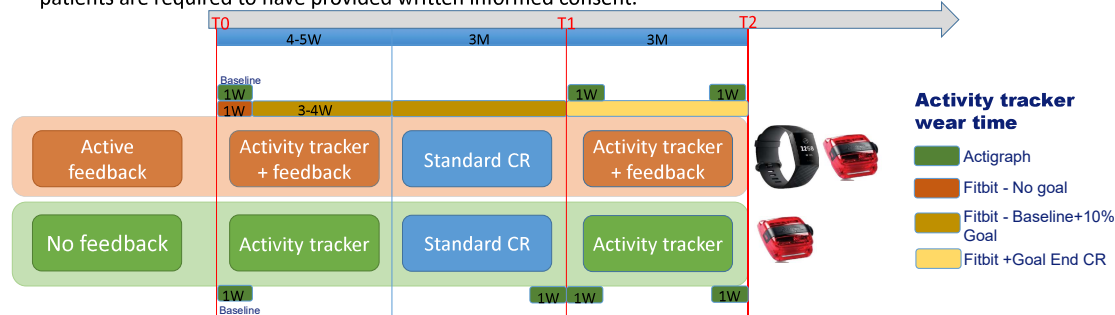 patients are required to have provided written informed consent.
T0
T1
T2
4-5W
3M
3M
Baseline
1W
1W
1W
1W
3-4W
Active
feedback
Activity tracker
+ feedback
Standard CR
Activity tracker
+ feedback
No feedback
Activity tracker
Standard CR
Activity tracker
1W
1W
1W
1W
Baseline
Activity tracker
wear time
Actigraph
Fitbit - No goal
Fitbit - Baseline+10%
Goal
Fitbit +Goal End CR